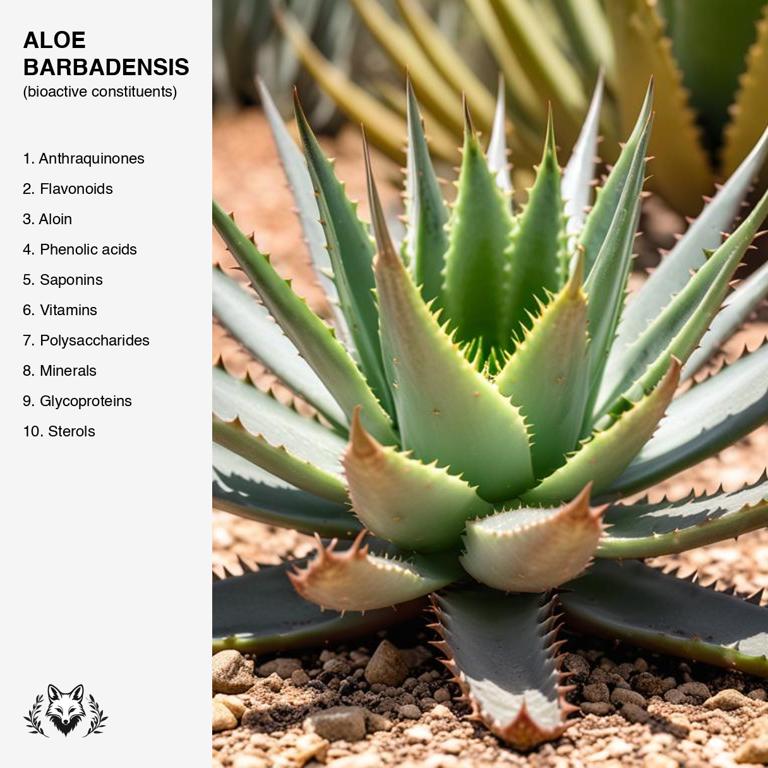 ALOE
BARBADENSIS
(bioactive constituents)
1. Anthraquinones
2. Flavonoids
3. Aloin
4. Phenolic acids
5. Saponins
6. Vitamins
7. Polysaccharides
8. Minerals
9. Glycoproteins
10. Sterols